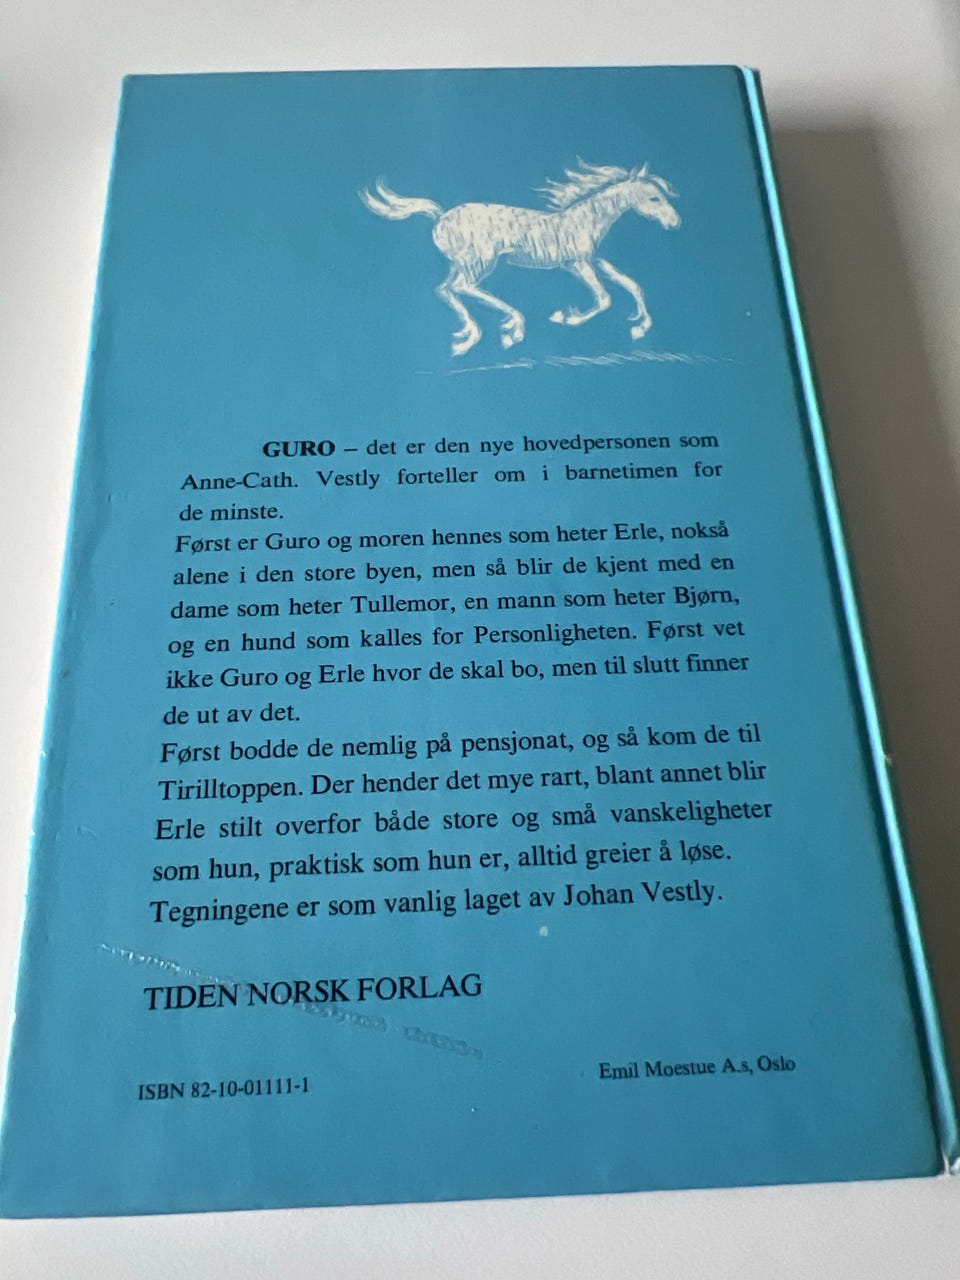 GURO – det er den nye hovedpersonen som
Anne-Cath. Vestly forteller om i barnetimen for
de minste.
Først er Guro og moren hennes som heter Erle, nokså
alene i den store byen, men så blir de kjent med en
dame som heter Tullemor, en mann som heter Bjørn,
og en hund som kalles for Personligheten. Først vet
ikke Guro og Erle hvor de skal bo, men til slutt finner
de ut av det.
Først bodde de nemlig på pensjonat, og så kom de til
Tirilltoppen. Der hender det mye rart, blant annet blir
Erle stilt overfor både store og små vanskeligheter
som hun, praktisk som hun er, alltid greier å løse.
Tegningene er som vanlig laget av Johan Vestly.
TIDEN NORSK FORLAG
ISBN 82-10-01111-1
Emil Moestue A.s, Oslo